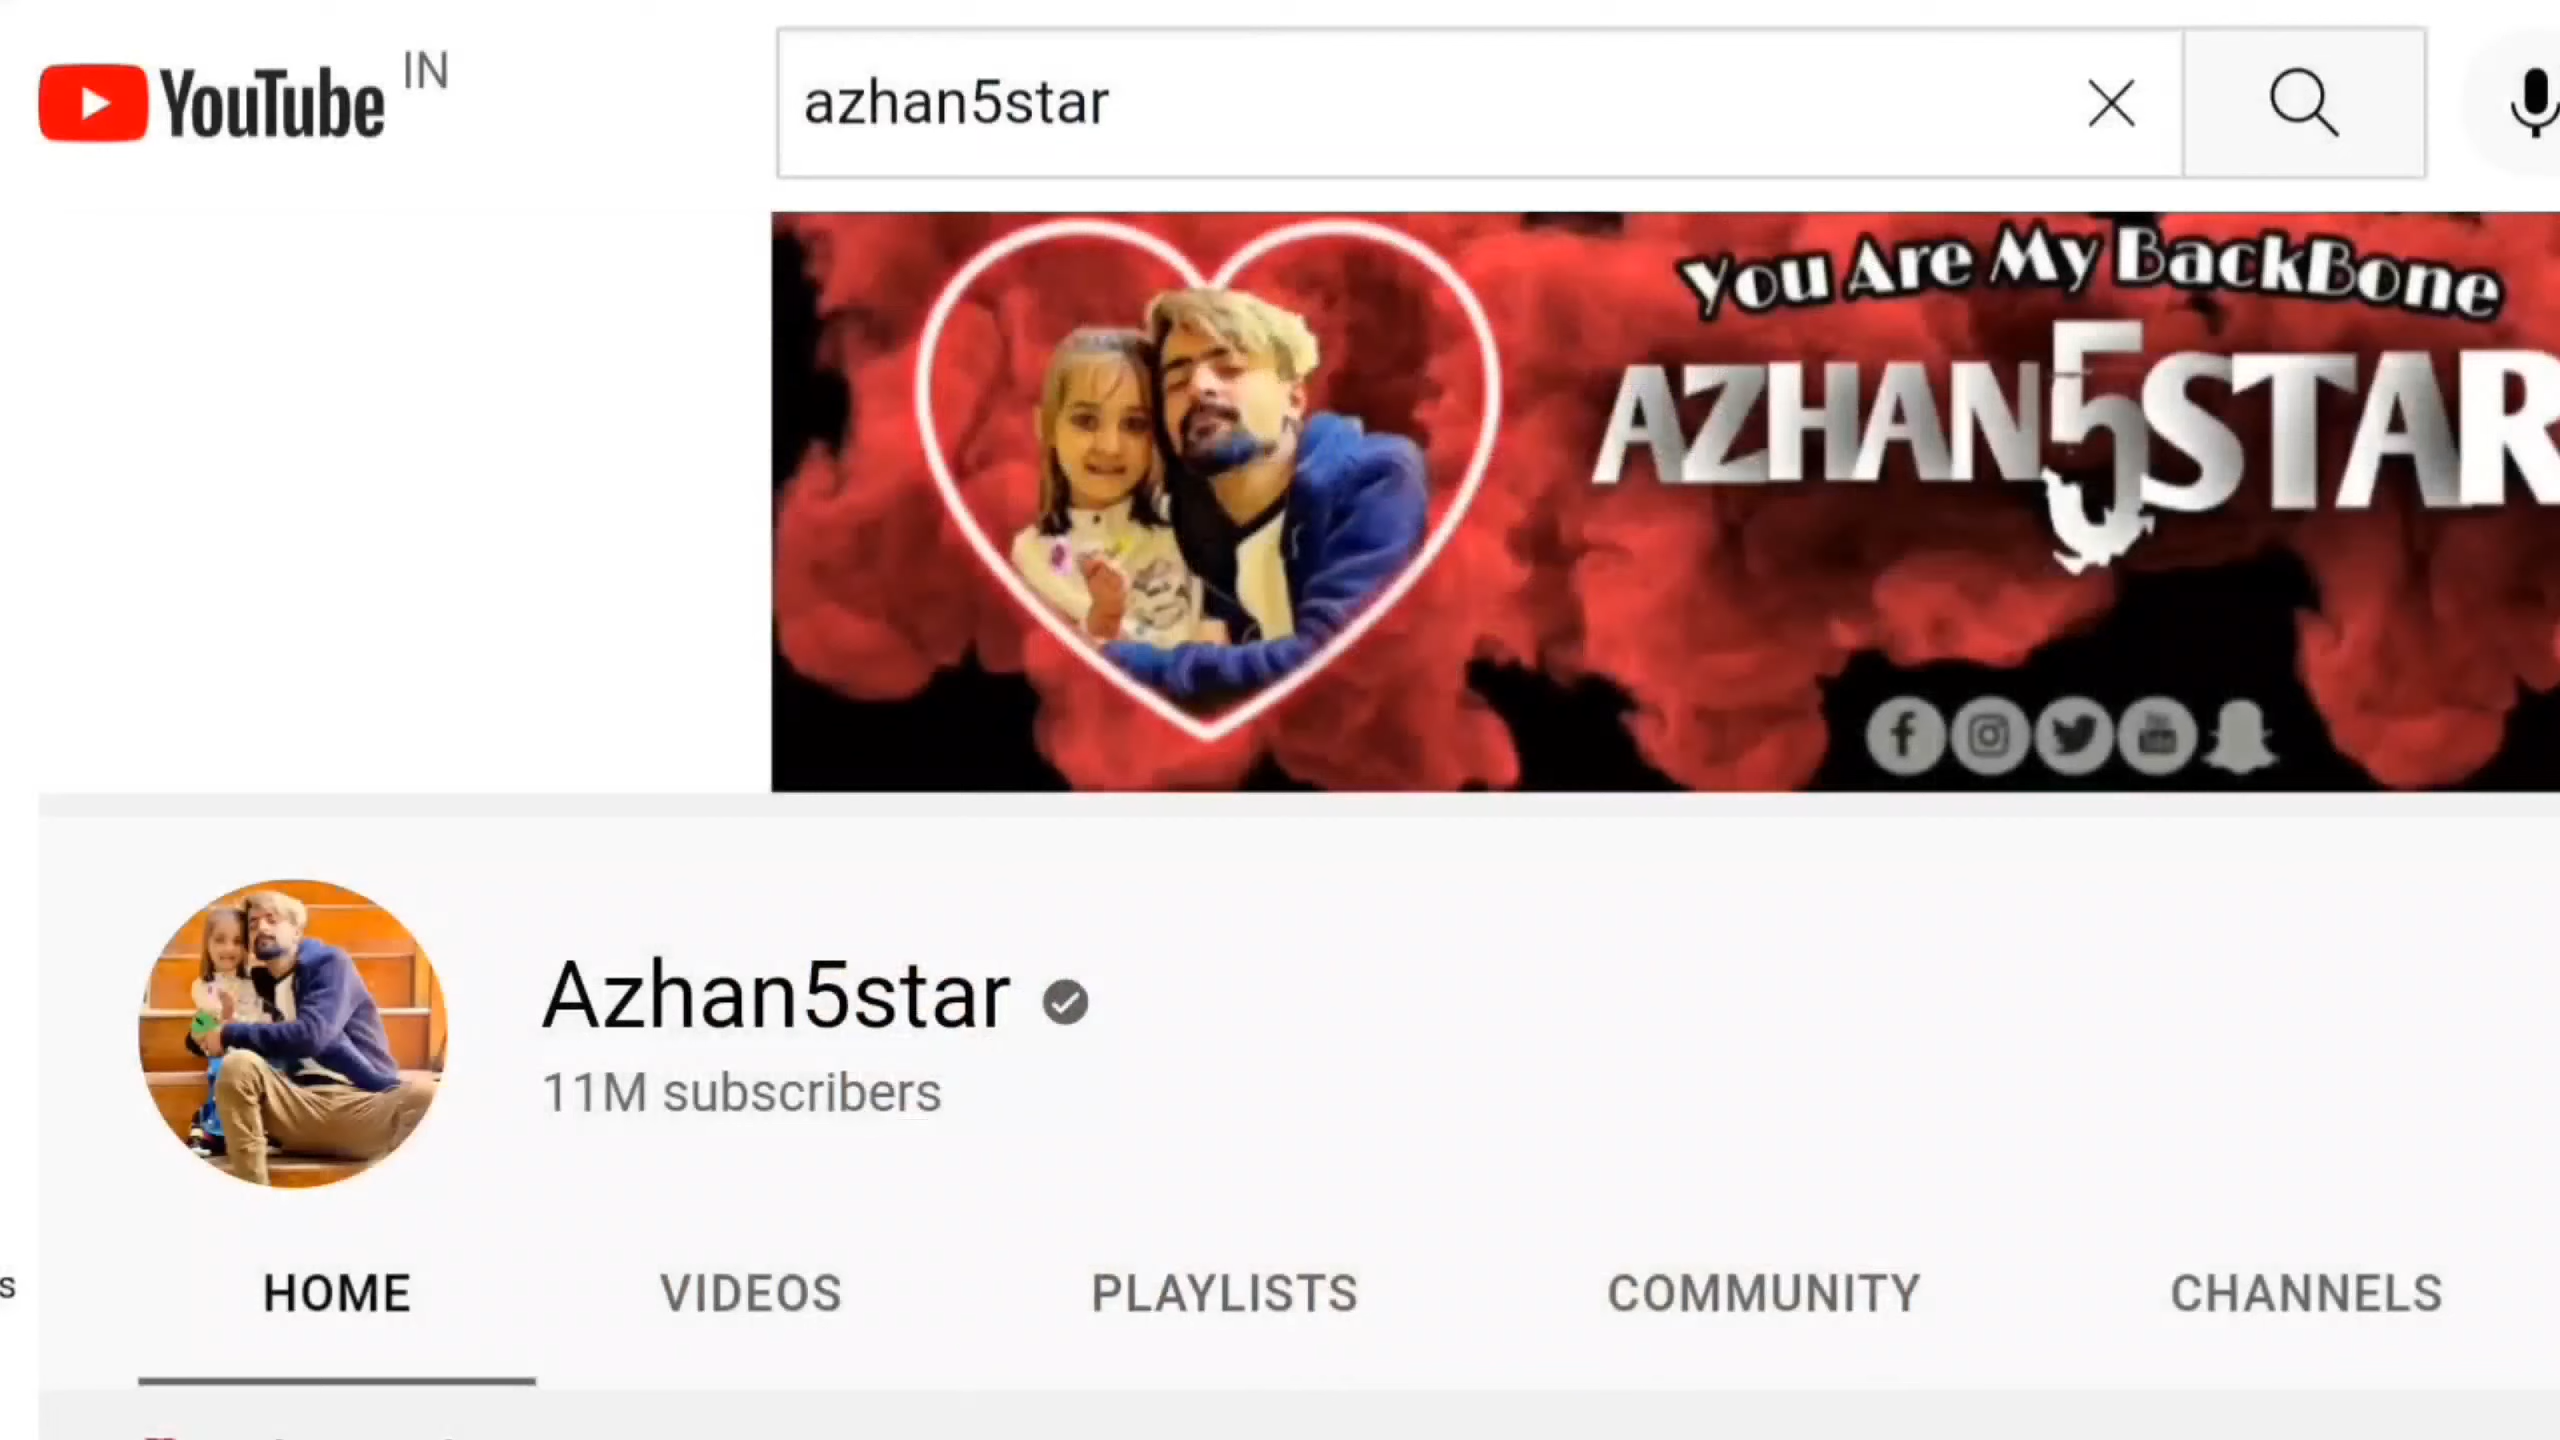 YouTube IN
azhan5star
You Are My BackBone
AZHAN5STAR
Azhan5star
11M subscribers
HOME VIDEOS PLAYLISTS COMMUNITY CHANNELS